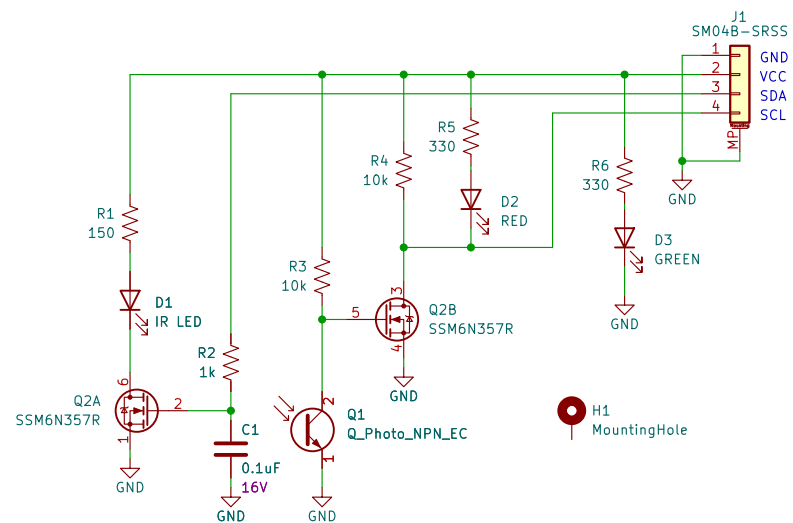 J1
SM04B-SRSS
1
GND
2
VCC
3
SDA
4
SCL
MP
GND
R5
330
R4
10k
R6
330
D2
RED
R1
150
D3
GREEN
R3
10k
3
D1
IR LED
5
Q2B
SSM6N357R
GND
4
R2
1k
GND
6
Q2A
SSM6N357R
2
2
1
Q1
Q_Photo_NPN_EC
H1
MountingHole
C1
0.1uF
16V
1
GND
GND
GND